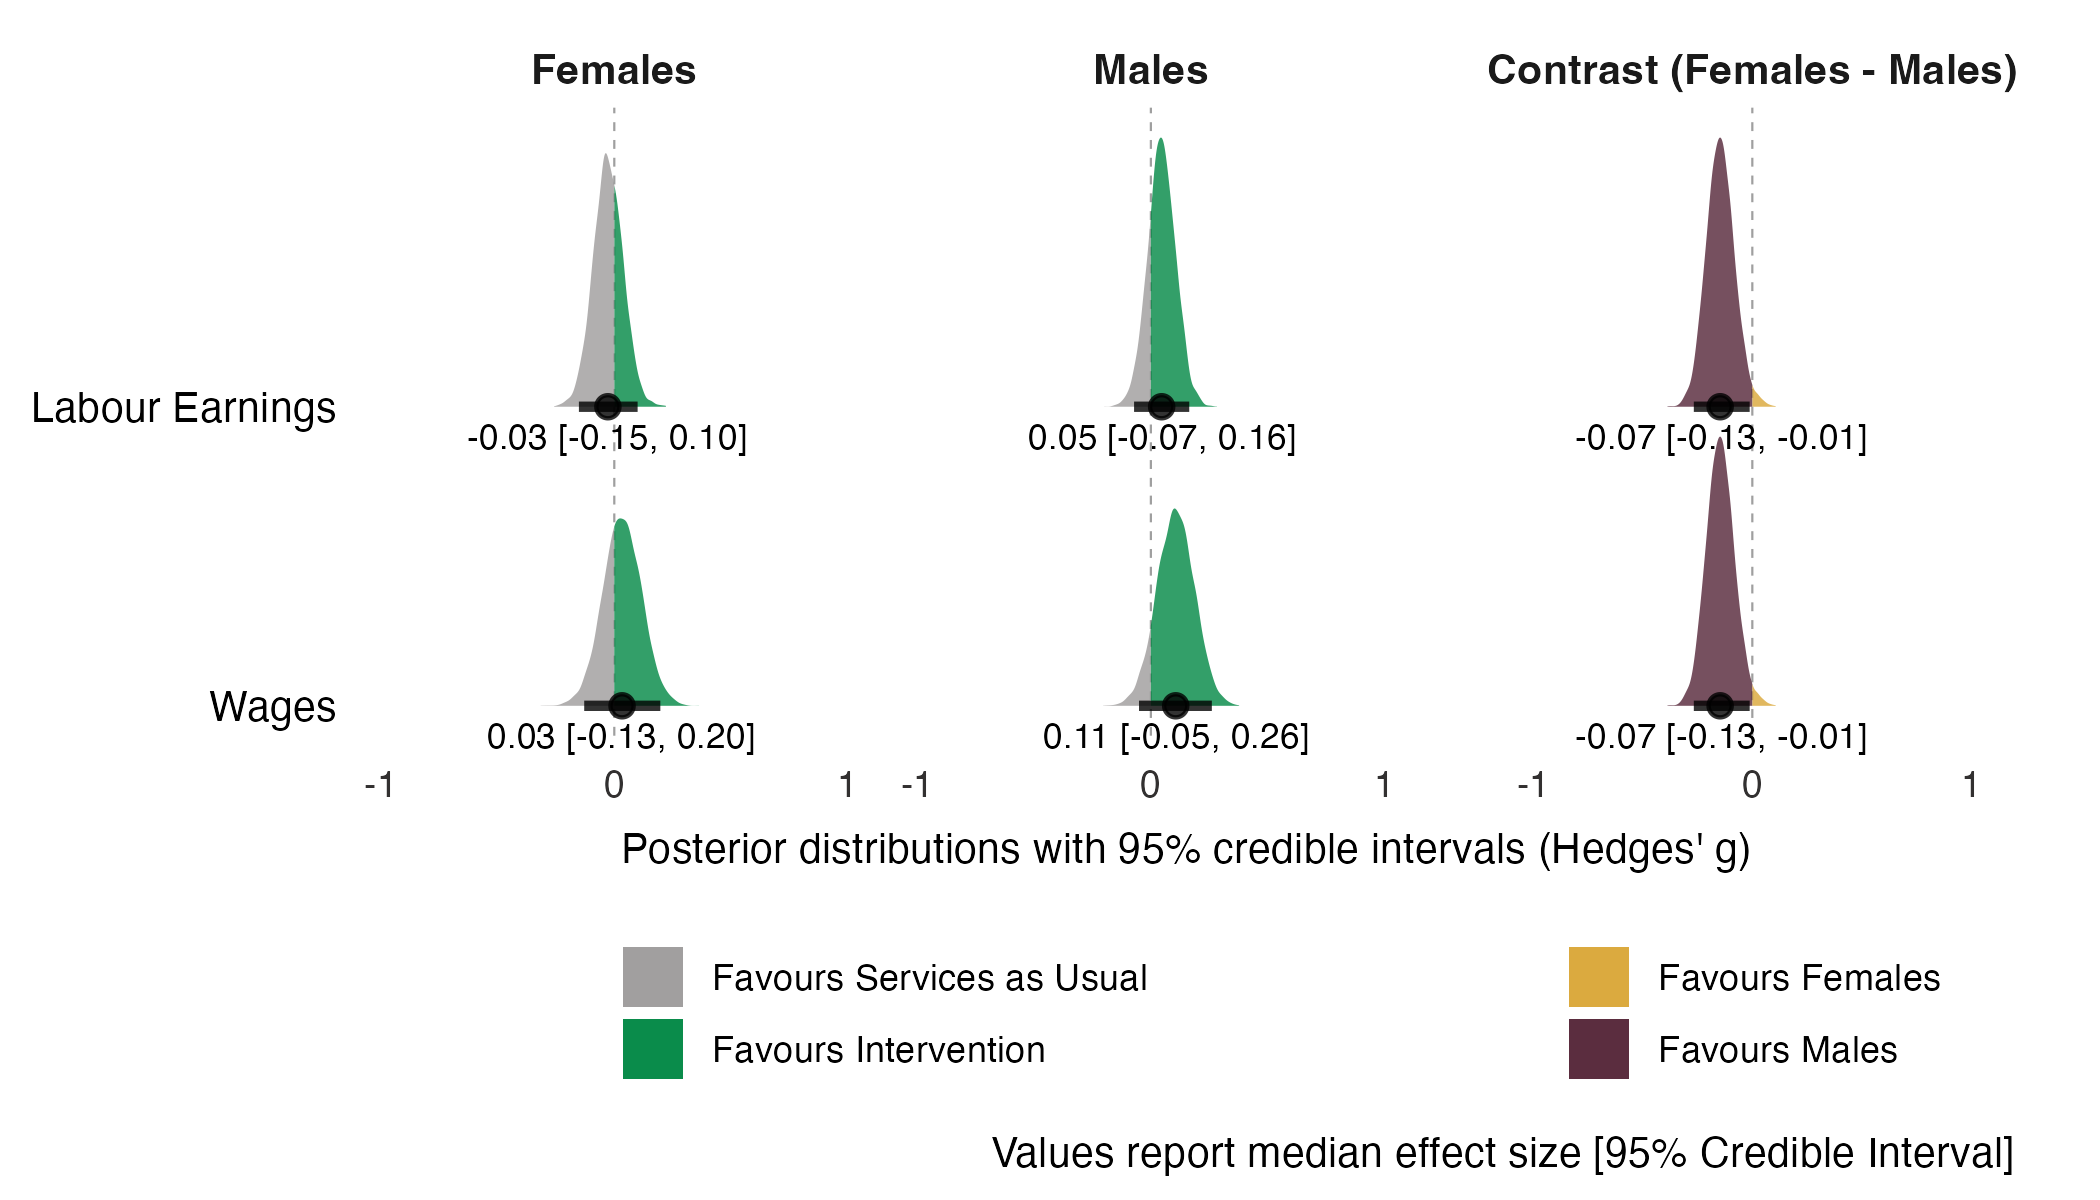 Females Males Contrast (Females - Males)
Labour Earnings
-0.03 [-0.15, 0.10] 0.05 [-0.07, 0.16] -0.07 [-0.13, -0.01]
Wages
0.03 [-0.13, 0.20] 0.11 [-0.05, 0.26] -0.07 [-0.13, -0.01]
-1 0 1 -1 0 1 -1 0 1
Posterior distributions with 95% credible intervals (Hedges' g)
Favours Services as Usual Favours Females
Favours Intervention Favours Males
Values report median effect size [95% Credible Interval]